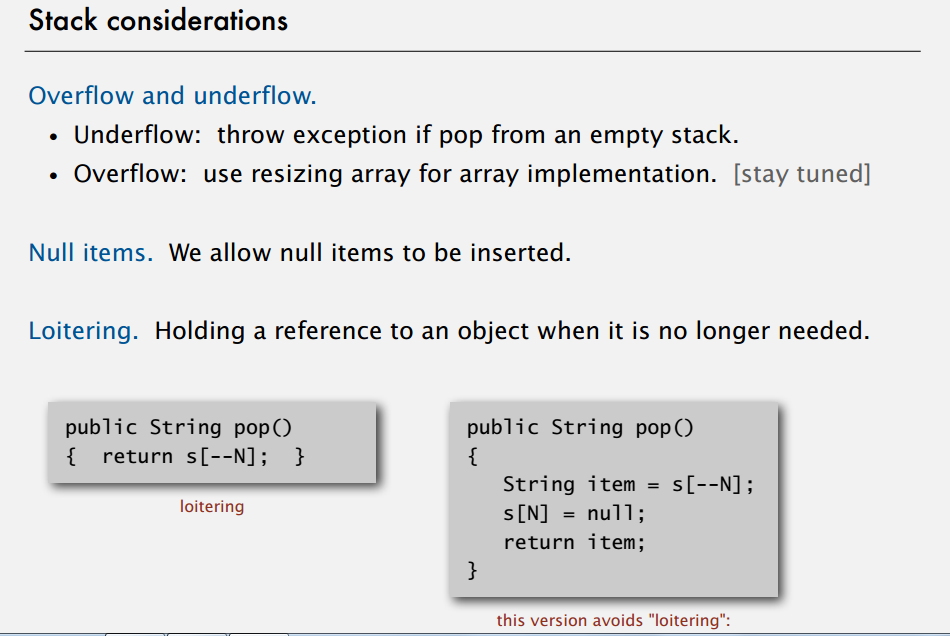 Stack considerations
Overflow and underflow.
• Underflow: throw exception if pop from an empty stack.
• Overflow: use resizing array for array implementation. [stay tuned]
Null items. We allow null items to be inserted.
Loitering. Holding a reference to an object when it is no longer needed.
public String pop()
{ return s[--N]; }
loitering
public String pop()
{
String item = s[--N];
s[N] = null;
return item;
}
this version avoids "loitering":